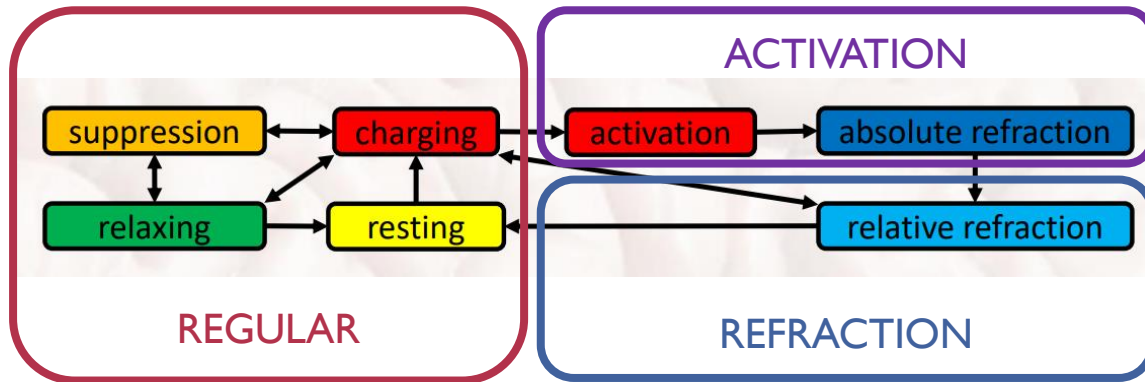 ACTIVATION
suppression
charging
activation
absolute refraction
relaxing
resting
relative refraction
REGULAR
REFRACTION